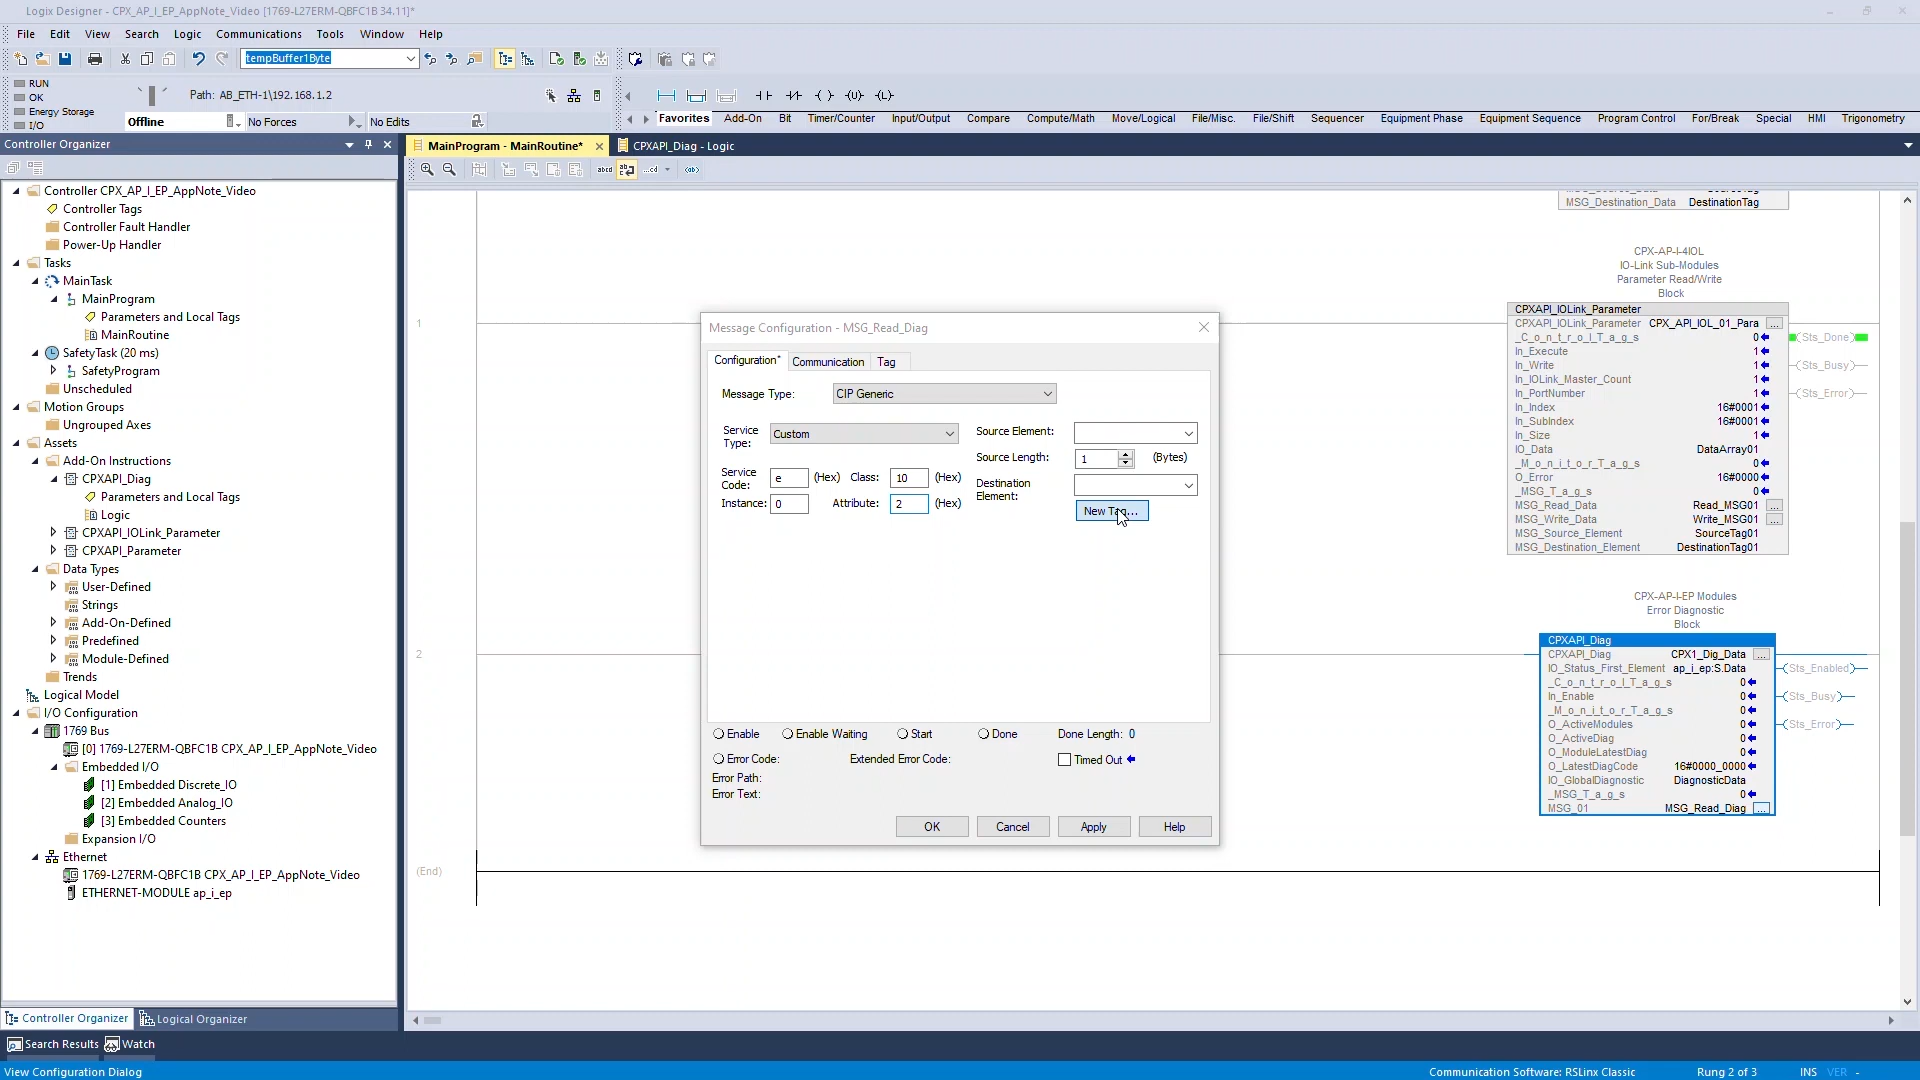 Logix Designer - CPX_AP_I_EP_AppNote_Video [1769-L27ERM-QBFC1B 34.11]*
File Edit View Search Logic Communications Tools Window Help
tempBuffer1Byte
RUN
OK
Energy Storage
I/O
Path: AB_ETH-1\192.168.1.2
Offline No Forces No Edits
Favorites Add-On Bit Timer/Counter Input/Output Compare Compute/Math Move/Logical File/Misc. File/Shift Sequencer Equipment Phase Equipment Sequence Program Control For/Break Special HMI Trigonometry
Controller Organizer
MainProgram - MainRoutine*
CPXAPI_Diag - Logic
Controller CPX_AP_I_EP_AppNote_Video
Controller Tags
Controller Fault Handler
Power-Up Handler
Tasks
MainTask
MainProgram
Parameters and Local Tags
MainRoutine
SafetyTask (20 ms)
SafetyProgram
Unscheduled
Motion Groups
Ungrouped Axes
Assets
Add-On Instructions
CPXAPI_Diag
Parameters and Local Tags
Logic
CPXAPI_IOLink_Parameter
CPXAPI_Parameter
Data Types
User-Defined
Strings
Add-On-Defined
Predefined
Module-Defined
Trends
Logical Model
I/O Configuration
1769 Bus
[0] 1769-L27ERM-QBFC1B CPX_AP_I_EP_AppNote_Video
Embedded I/O
[1] Embedded Discrete_IO
[2] Embedded Analog_IO
[3] Embedded Counters
Expansion I/O
Ethernet
1769-L27ERM-QBFC1B CPX_AP_I_EP_AppNote_Video
ETHERNET-MODULE ap_i_ep
Controller Organizer
Logical Organizer
MSG_Destination_Data DestinationTag
1
CPX-AP-I-4IOL
IO-Link Sub-Modules
Parameter Read/Write
Block
CPXAPI_IOLink_Parameter
CPXAPI_IOLink_Parameter CPX_API_IOL_01_Para ...
_C_o_n_t_r_o_l_T_a_g_s 0 (Sts_Done)
In_Execute 1
In_Write 1 (Sts_Busy)
In_IOLink_Master_Count 1
In_PortNumber 1 (Sts_Error)
In_Index 16#0001
In_SubIndex 16#0001
In_Size 1
IO_Data DataArray01
_M_o_n_i_t_o_r_T_a_g_s 0
O_Error 16#0000
_MSG_T_a_g_s 0
MSG_Read_Data Read_MSG01 ...
MSG_Write_Data Write_MSG01 ...
MSG_Source_Element SourceTag01
MSG_Destination_Element DestinationTag01
2
CPX-AP-I-EP Modules
Error Diagnostic
Block
CPXAPI_Diag
CPXAPI_Diag CPX1_Dig_Data ...
IO_Status_First_Element ap_i_ep:S.Data (Sts_Enabled)
_C_o_n_t_r_o_l_T_a_g_s 0
In_Enable 0 (Sts_Busy)
_M_o_n_i_t_o_r_T_a_g_s 0
O_ActiveModules 0 (Sts_Error)
O_ActiveDiag 0
O_ModuleLatestDiag 0
O_LatestDiagCode 16#0000_0000
IO_GlobalDiagnostic DiagnosticData
_MSG_T_a_g_s 0
MSG_01 MSG_Read_Diag ...
(End)
Message Configuration - MSG_Read_Diag
Configuration* Communication Tag
Message Type: CIP Generic
Service Type: Custom
Source Element:
Source Length: 1 (Bytes)
Service Code: e (Hex) Class: 10 (Hex)
Destination Element:
Instance: 0 Attribute: 2 (Hex)
New Tag...
Enable Enable Waiting Start Done Done Length: 0
Error Code: Extended Error Code: Timed Out
Error Path:
Error Text:
OK Cancel Apply Help
Search Results Watch
View Configuration Dialog
Communication Software: RSLinx Classic
Rung 2 of 3
INS VER